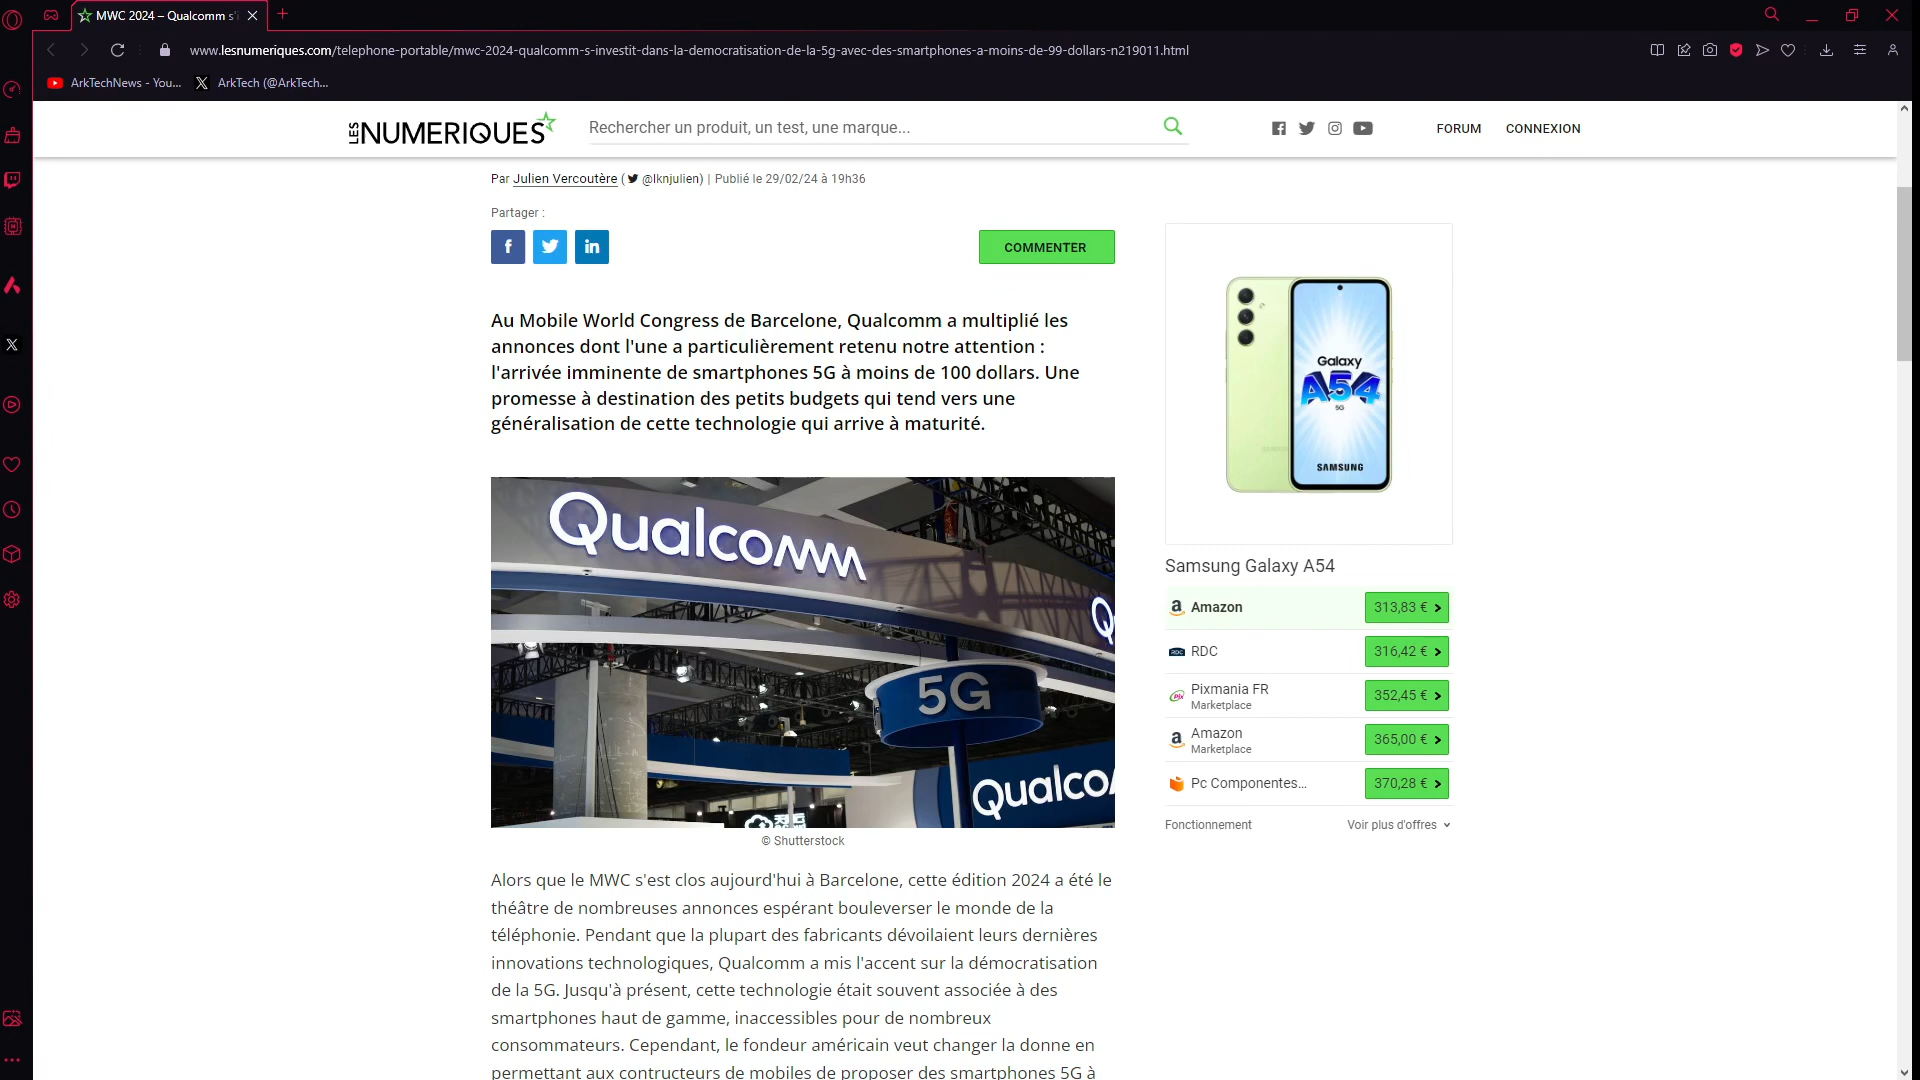 MWC 2024 – Qualcomm s'i
www.lesnumeriques.com/telephone-portable/mwc-2024-qualcomm-s-investit-dans-la-democratisation-de-la-5g-avec-des-smartphones-a-moins-de-99-dollars-n219011.html
ArkTechNews - You...
ArkTech (@ArkTech...
LES NUMERIQUES
Rechercher un produit, un test, une marque...
FORUM
CONNEXION
Par Julien Vercoutère ( @lknjulien) | Publié le 29/02/24 à 19h36
Partager :
COMMENTER
Au Mobile World Congress de Barcelone, Qualcomm a multiplié les
annonces dont l'une a particulièrement retenu notre attention :
l'arrivée imminente de smartphones 5G à moins de 100 dollars. Une
promesse à destination des petits budgets qui tend vers une
généralisation de cette technologie qui arrive à maturité.
Qualcomm
5G
Qualco
© Shutterstock
Alors que le MWC s'est clos aujourd'hui à Barcelone, cette édition 2024 a été le
théâtre de nombreuses annonces espérant bouleverser le monde de la
téléphonie. Pendant que la plupart des fabricants dévoilaient leurs dernières
innovations technologiques, Qualcomm a mis l'accent sur la démocratisation
de la 5G. Jusqu'à présent, cette technologie était souvent associée à des
smartphones haut de gamme, inaccessibles pour de nombreux
consommateurs. Cependant, le fondeur américain veut changer la donne en
permettant aux contructeurs de mobiles de proposer des smartphones 5G à
Galaxy
A54
5G
SAMSUNG
Samsung Galaxy A54
Amazon
313,83 €
RDC
316,42 €
Pixmania FR
Marketplace
352,45 €
Amazon
Marketplace
365,00 €
Pc Componentes...
370,28 €
Fonctionnement
Voir plus d'offres